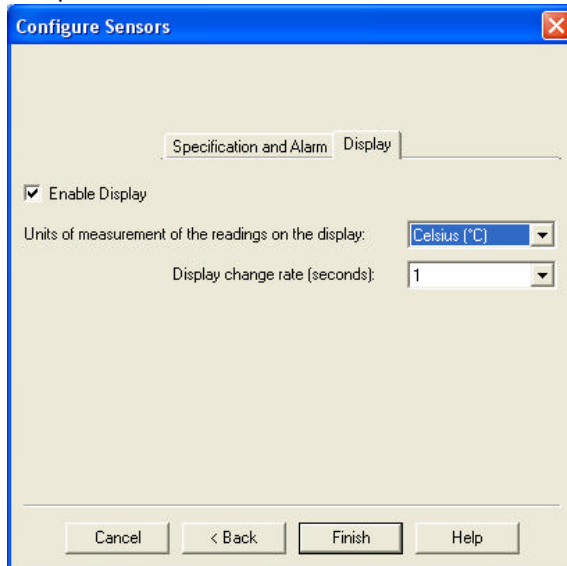 Configure Sensors
Specification and Alarm Display
Enable Display
Units of measurement of the readings on the display: Celsius (°C)
Display change rate (seconds): 1
Cancel < Back Finish Help